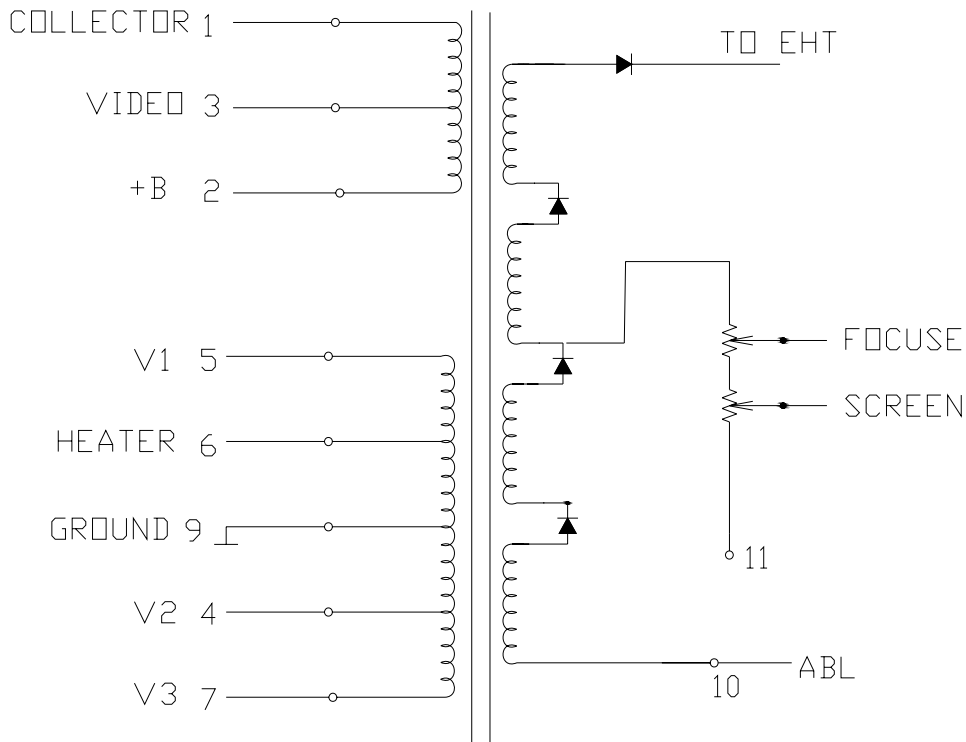 COLLECTOR 1
VIDEO 3
+B 2
V1 5
HEATER 6
GROUND 9
V2 4
V3 7
TO EHT
FOCUSE
SCREEN
11
ABL
10